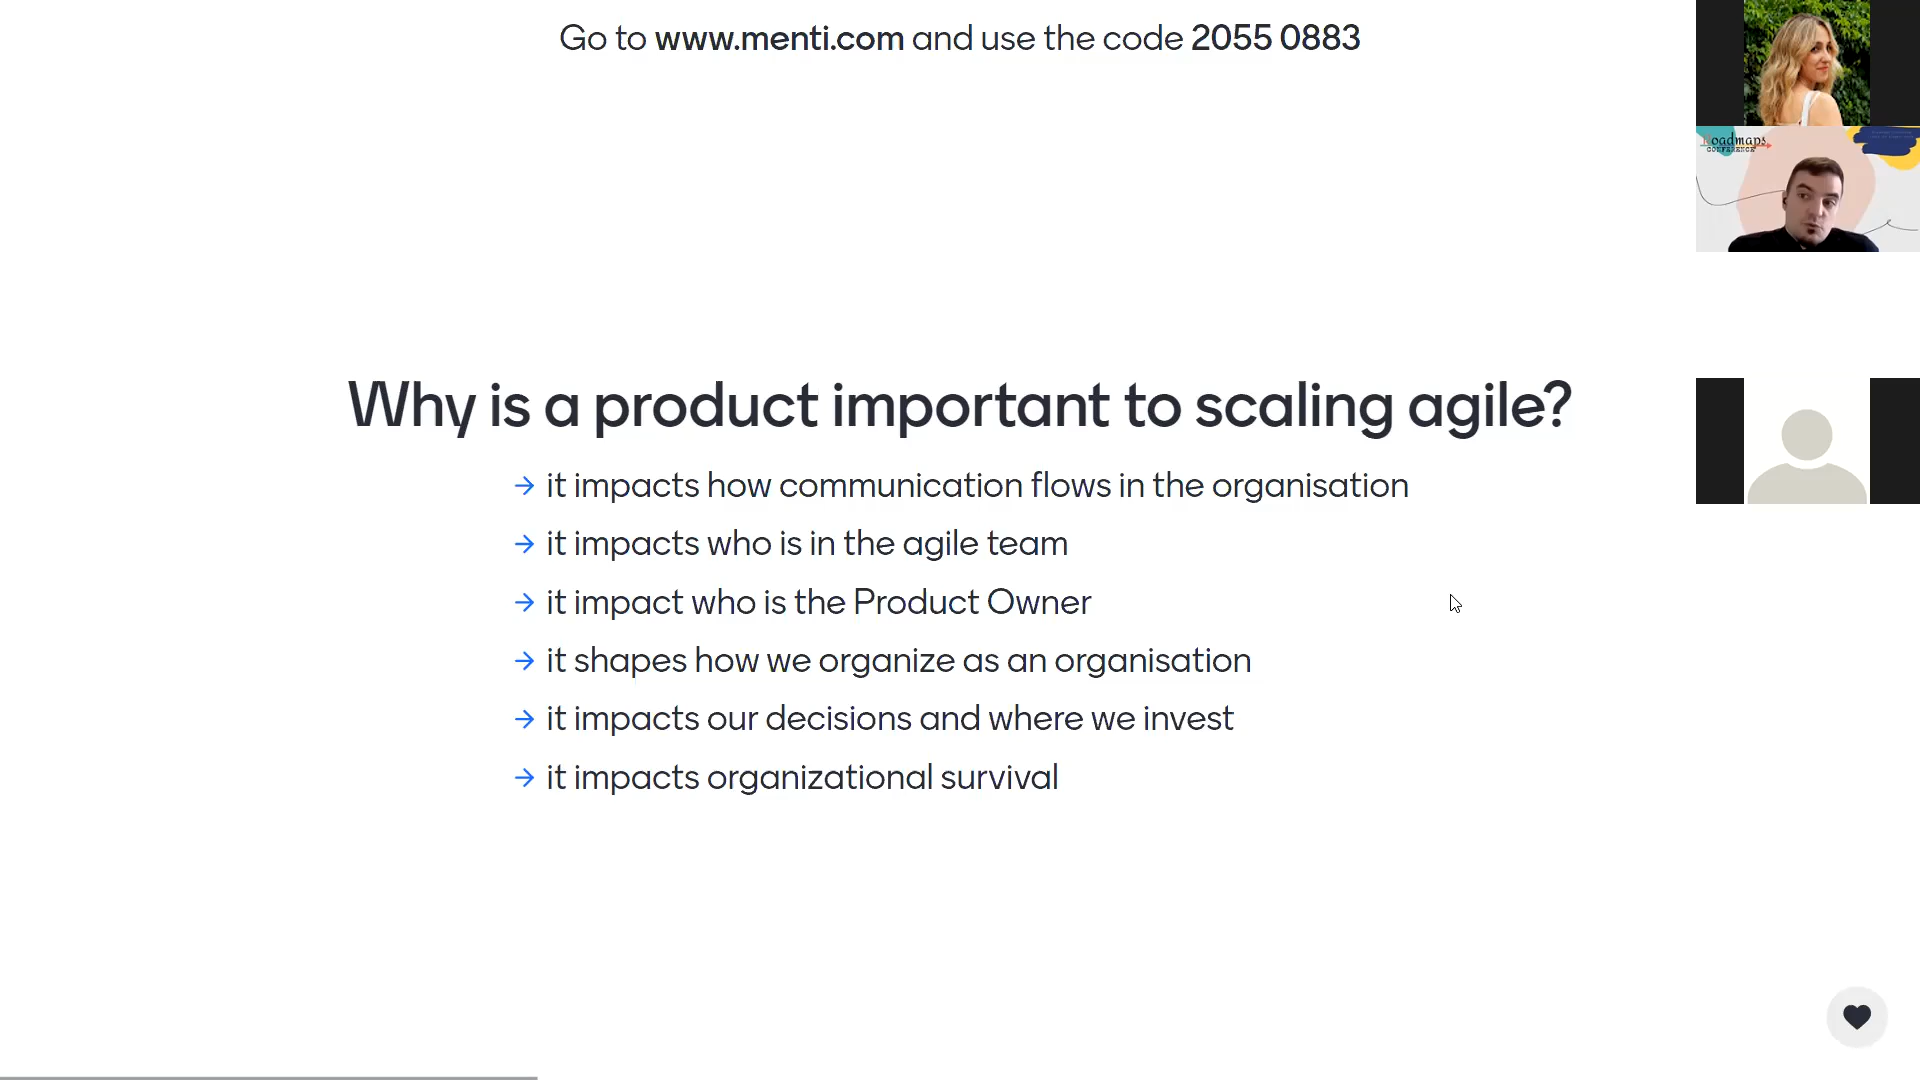 Go to www.menti.com and use the code 2055 0883
Roadmaps
CONFERENCE
Why is a product important to scaling agile?
→ it impacts how communication flows in the organisation
→ it impacts who is in the agile team
→ it impact who is the Product Owner
→ it shapes how we organize as an organisation
→ it impacts our decisions and where we invest
→ it impacts organizational survival